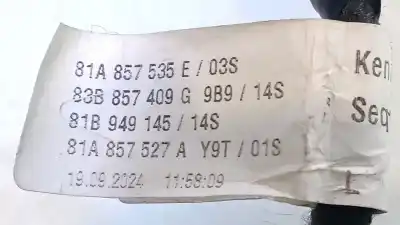 81A 857 535 E / 03S
83B 857 409 G 9B9 / 14S
81B 949 145 / 14S
81A 857 527 A Y9T / 01S
19.09.2024 11:58:09
Ken
Seq
L